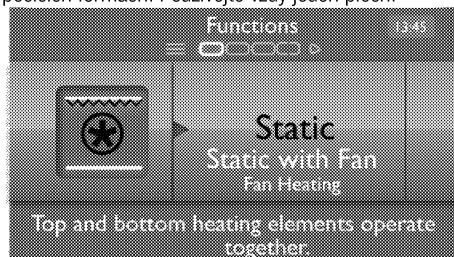 Functions
13:45
Static
Static with Fan
Fan Heating
Top and bottom heating elements operate
together.